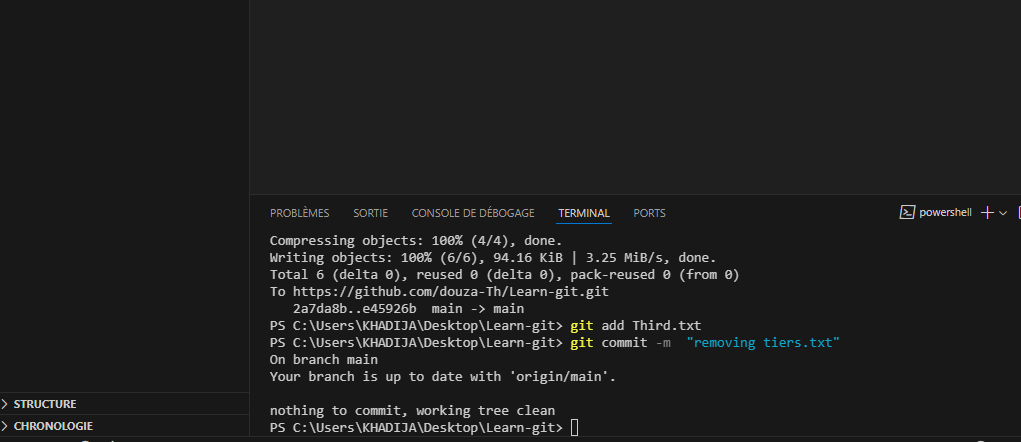 PROBLÈMES SORTIE CONSOLE DE DÉBOGAGE TERMINAL PORTS powershell
Compressing objects: 100% (4/4), done.
Writing objects: 100% (6/6), 94.16 KiB | 3.25 MiB/s, done.
Total 6 (delta 0), reused 0 (delta 0), pack-reused 0 (from 0)
To https://github.com/douza-Th/Learn-git.git
   2a7da8b..e45926b  main -> main
PS C:\Users\KHADIJA\Desktop\Learn-git> git add Third.txt
PS C:\Users\KHADIJA\Desktop\Learn-git> git commit -m  "removing tiers.txt"
On branch main
Your branch is up to date with 'origin/main'.

nothing to commit, working tree clean
PS C:\Users\KHADIJA\Desktop\Learn-git>
STRUCTURE
CHRONOLOGIE